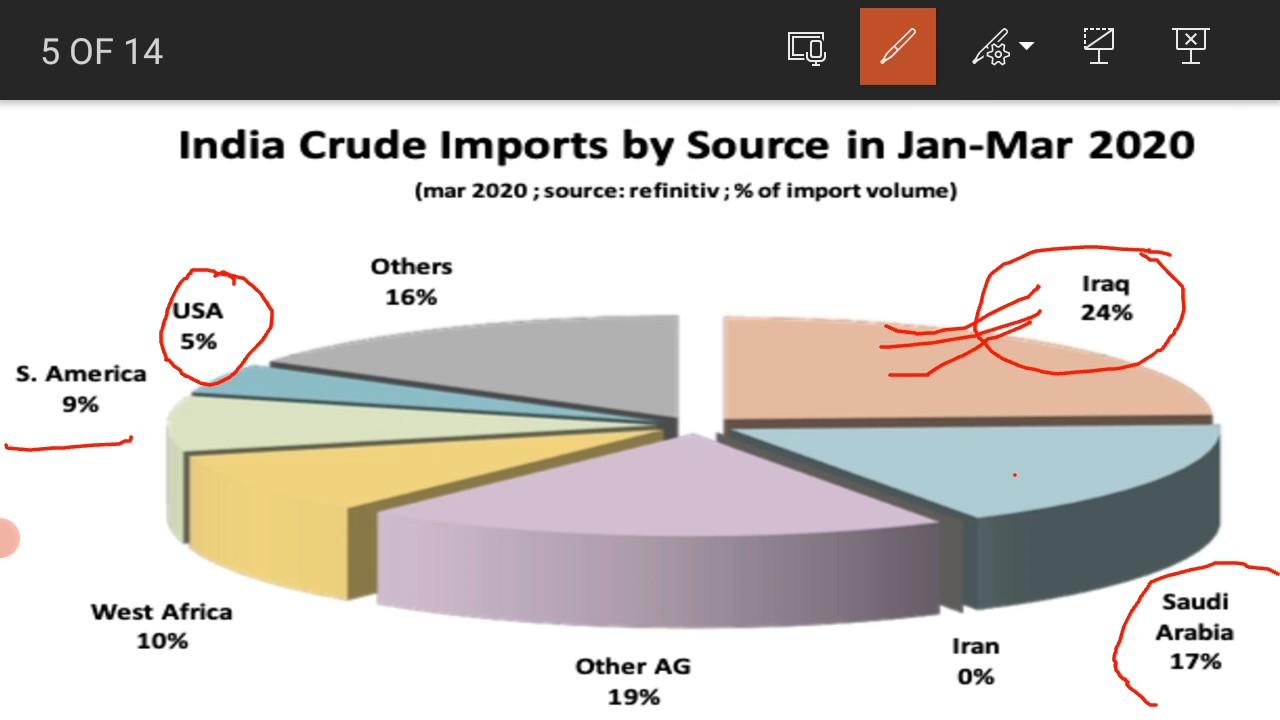 5 OF 14
India Crude Imports by Source in Jan-Mar 2020
(mar 2020 ; source: refinitiv ; % of import volume)
Others
16%
Iraq
24%
USA
5%
S. America
9%
West Africa
10%
Other AG
19%
Iran
0%
Saudi
Arabia
17%